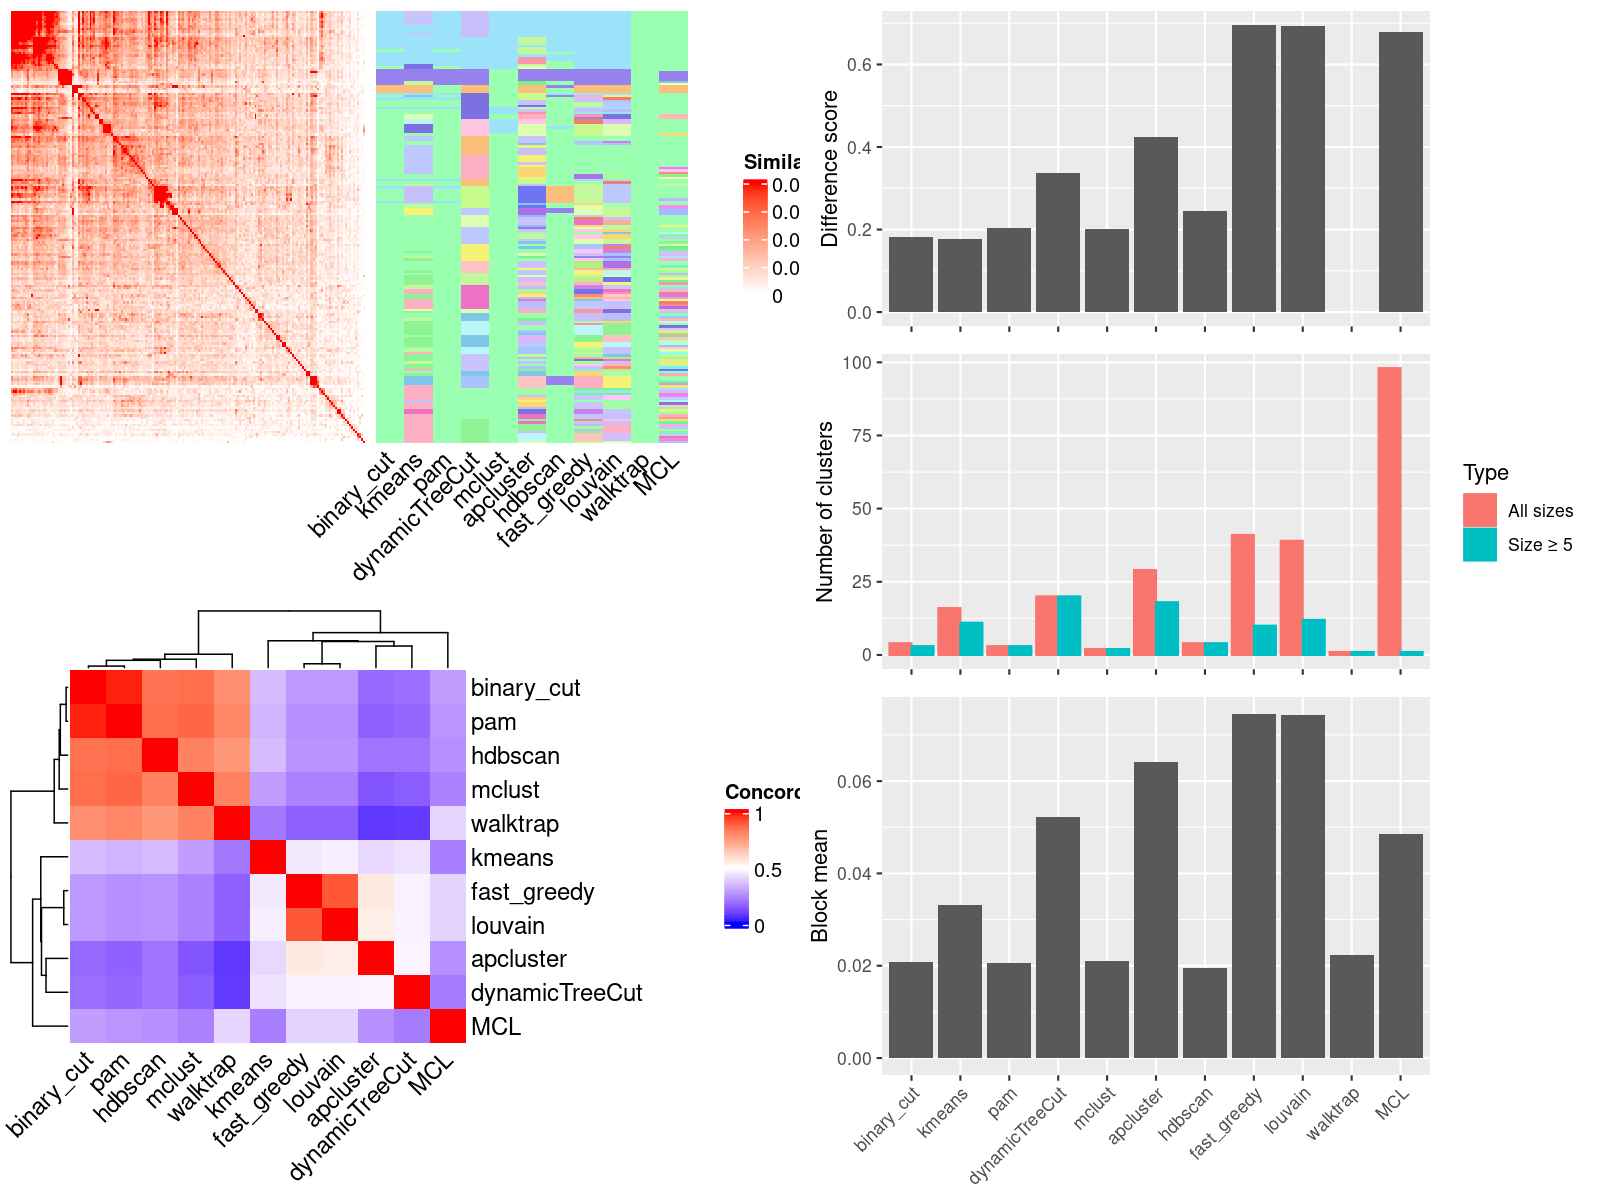 Simila
0.0
0.0
0.0
0.0
0
binary_cut
kmeans
pam
dynamicTreeCut
mclust
apcluster
hdbscan
fast_greedy
louvain
walktrap
MCL
binary_cut
pam
hdbscan
mclust
walktrap
kmeans
fast_greedy
louvain
apcluster
dynamicTreeCut
MCL
binary_cut
pam
hdbscan
mclust
walktrap
kmeans
fast_greedy
louvain
apcluster
dynamicTreeCut
MCL
Concord
1
0.5
0
Difference score
0.6
0.4
0.2
0.0
Number of clusters
100
75
50
25
0
Type
All sizes
Size ≥ 5
Block mean
0.06
0.04
0.02
0.00
binary_cut
kmeans
pam
dynamicTreeCut
mclust
apcluster
hdbscan
fast_greedy
louvain
walktrap
MCL